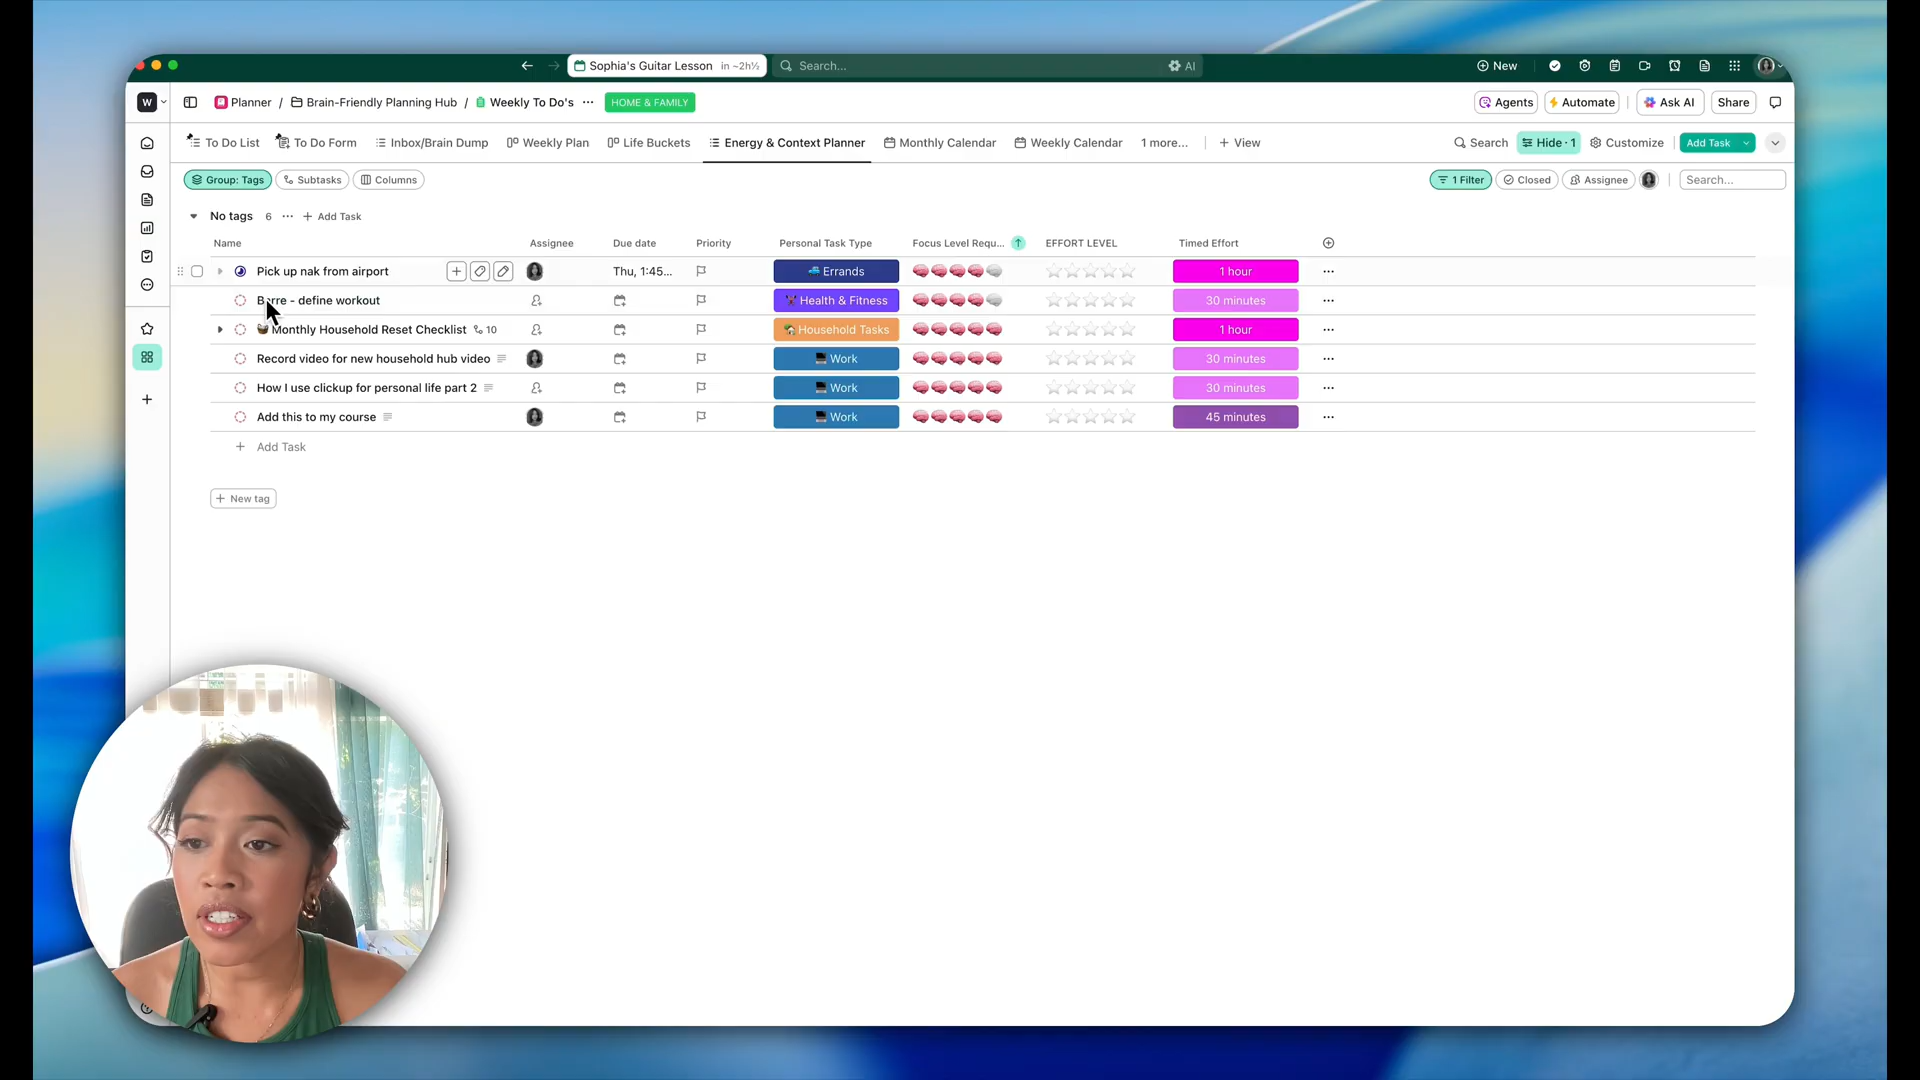 Sophia's Guitar Lesson in ~2h½ Search... AI New
W Planner / Brain-Friendly Planning Hub / Weekly To Do's HOME & FAMILY Agents Automate Ask AI Share
To Do List To Do Form Inbox/Brain Dump Weekly Plan Life Buckets Energy & Context Planner Monthly Calendar Weekly Calendar 1 more... + View Search Hide · 1 Customize Add Task
Group: Tags Subtasks Columns 1 Filter Closed Assignee Search...
No tags 6 ... + Add Task
Name Assignee Due date Priority Personal Task Type Focus Level Requ... EFFORT LEVEL Timed Effort
Pick up nak from airport Thu, 1:45... Errands 1 hour
Barre - define workout Health & Fitness 30 minutes
Monthly Household Reset Checklist 10 Household Tasks 1 hour
Record video for new household hub video Work 30 minutes
How I use clickup for personal life part 2 Work 30 minutes
Add this to my course Work 45 minutes
+ Add Task
+ New tag